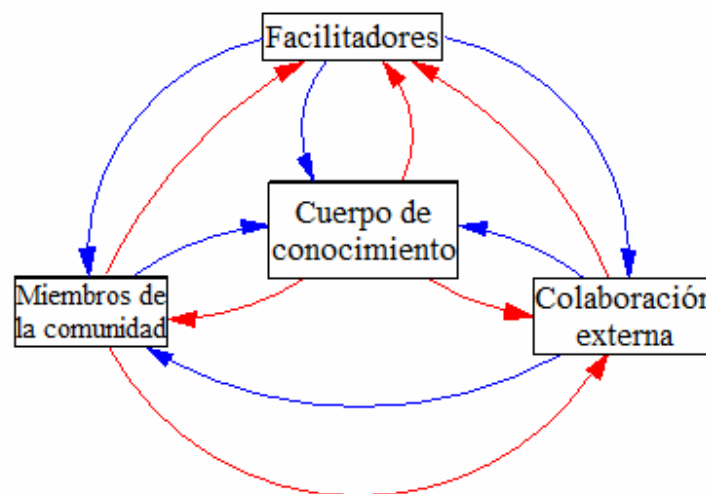 Facilitadores
Cuerpo de
conocimiento
Miembros de
la comunidad
Colaboración
externa